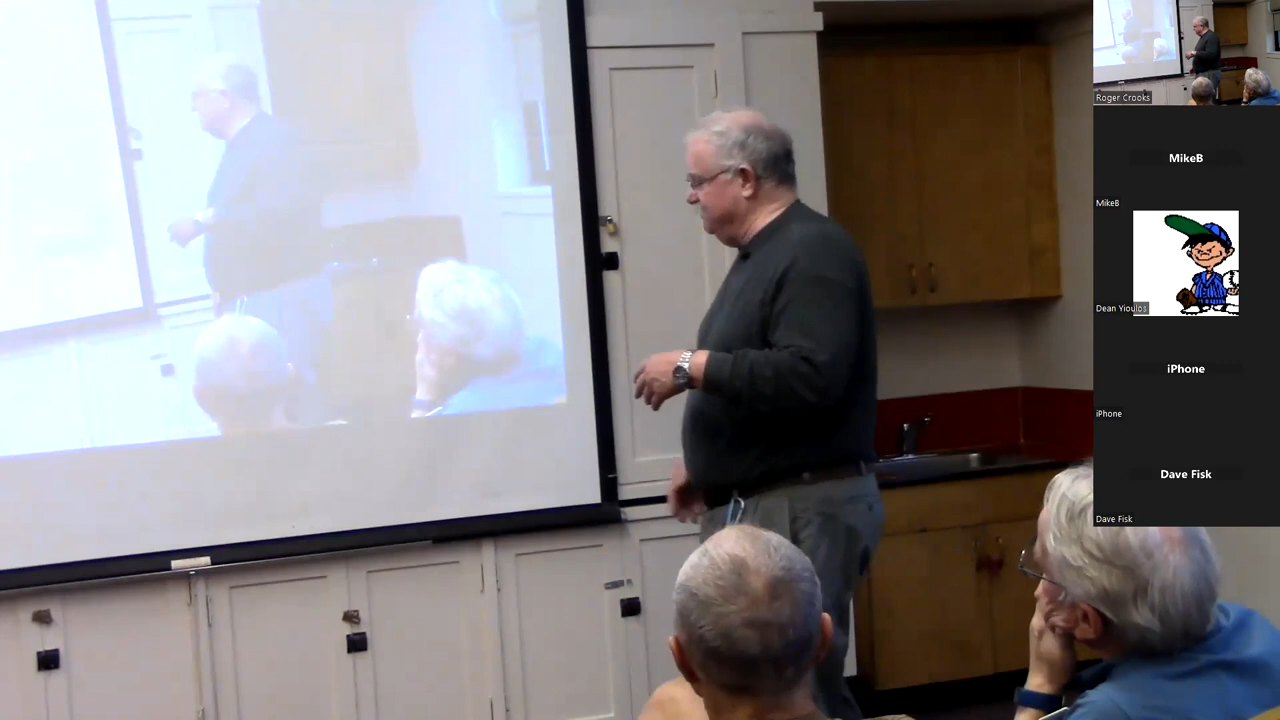 Roger Crooks
MikeB
MikeB
Dean Yioulos
iPhone
iPhone
Dave Fisk
Dave Fisk